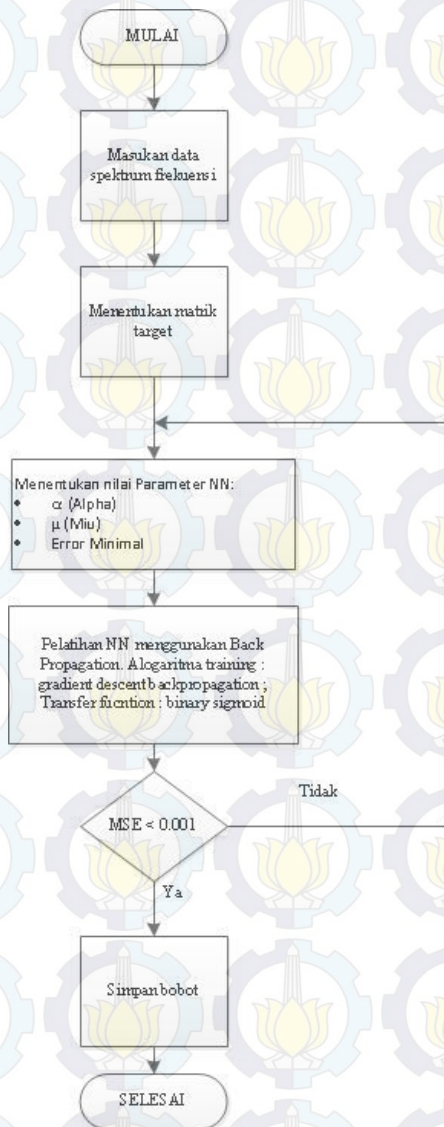 MULAI
Masukan data
spektrum frekuensi
Menentukan matrik
target
Menentukan nilai Parameter NN:
• α (Alpha)
• µ (Miu)
• Error Minimal
Pelatihan NN menggunakan Back
Propagation. Alogaritma training :
gradient descent backpropagation ;
Transfer fucntion : binary sigmoid
MSE < 0.001
Tidak
Ya
Simpan bobot
SELESAI